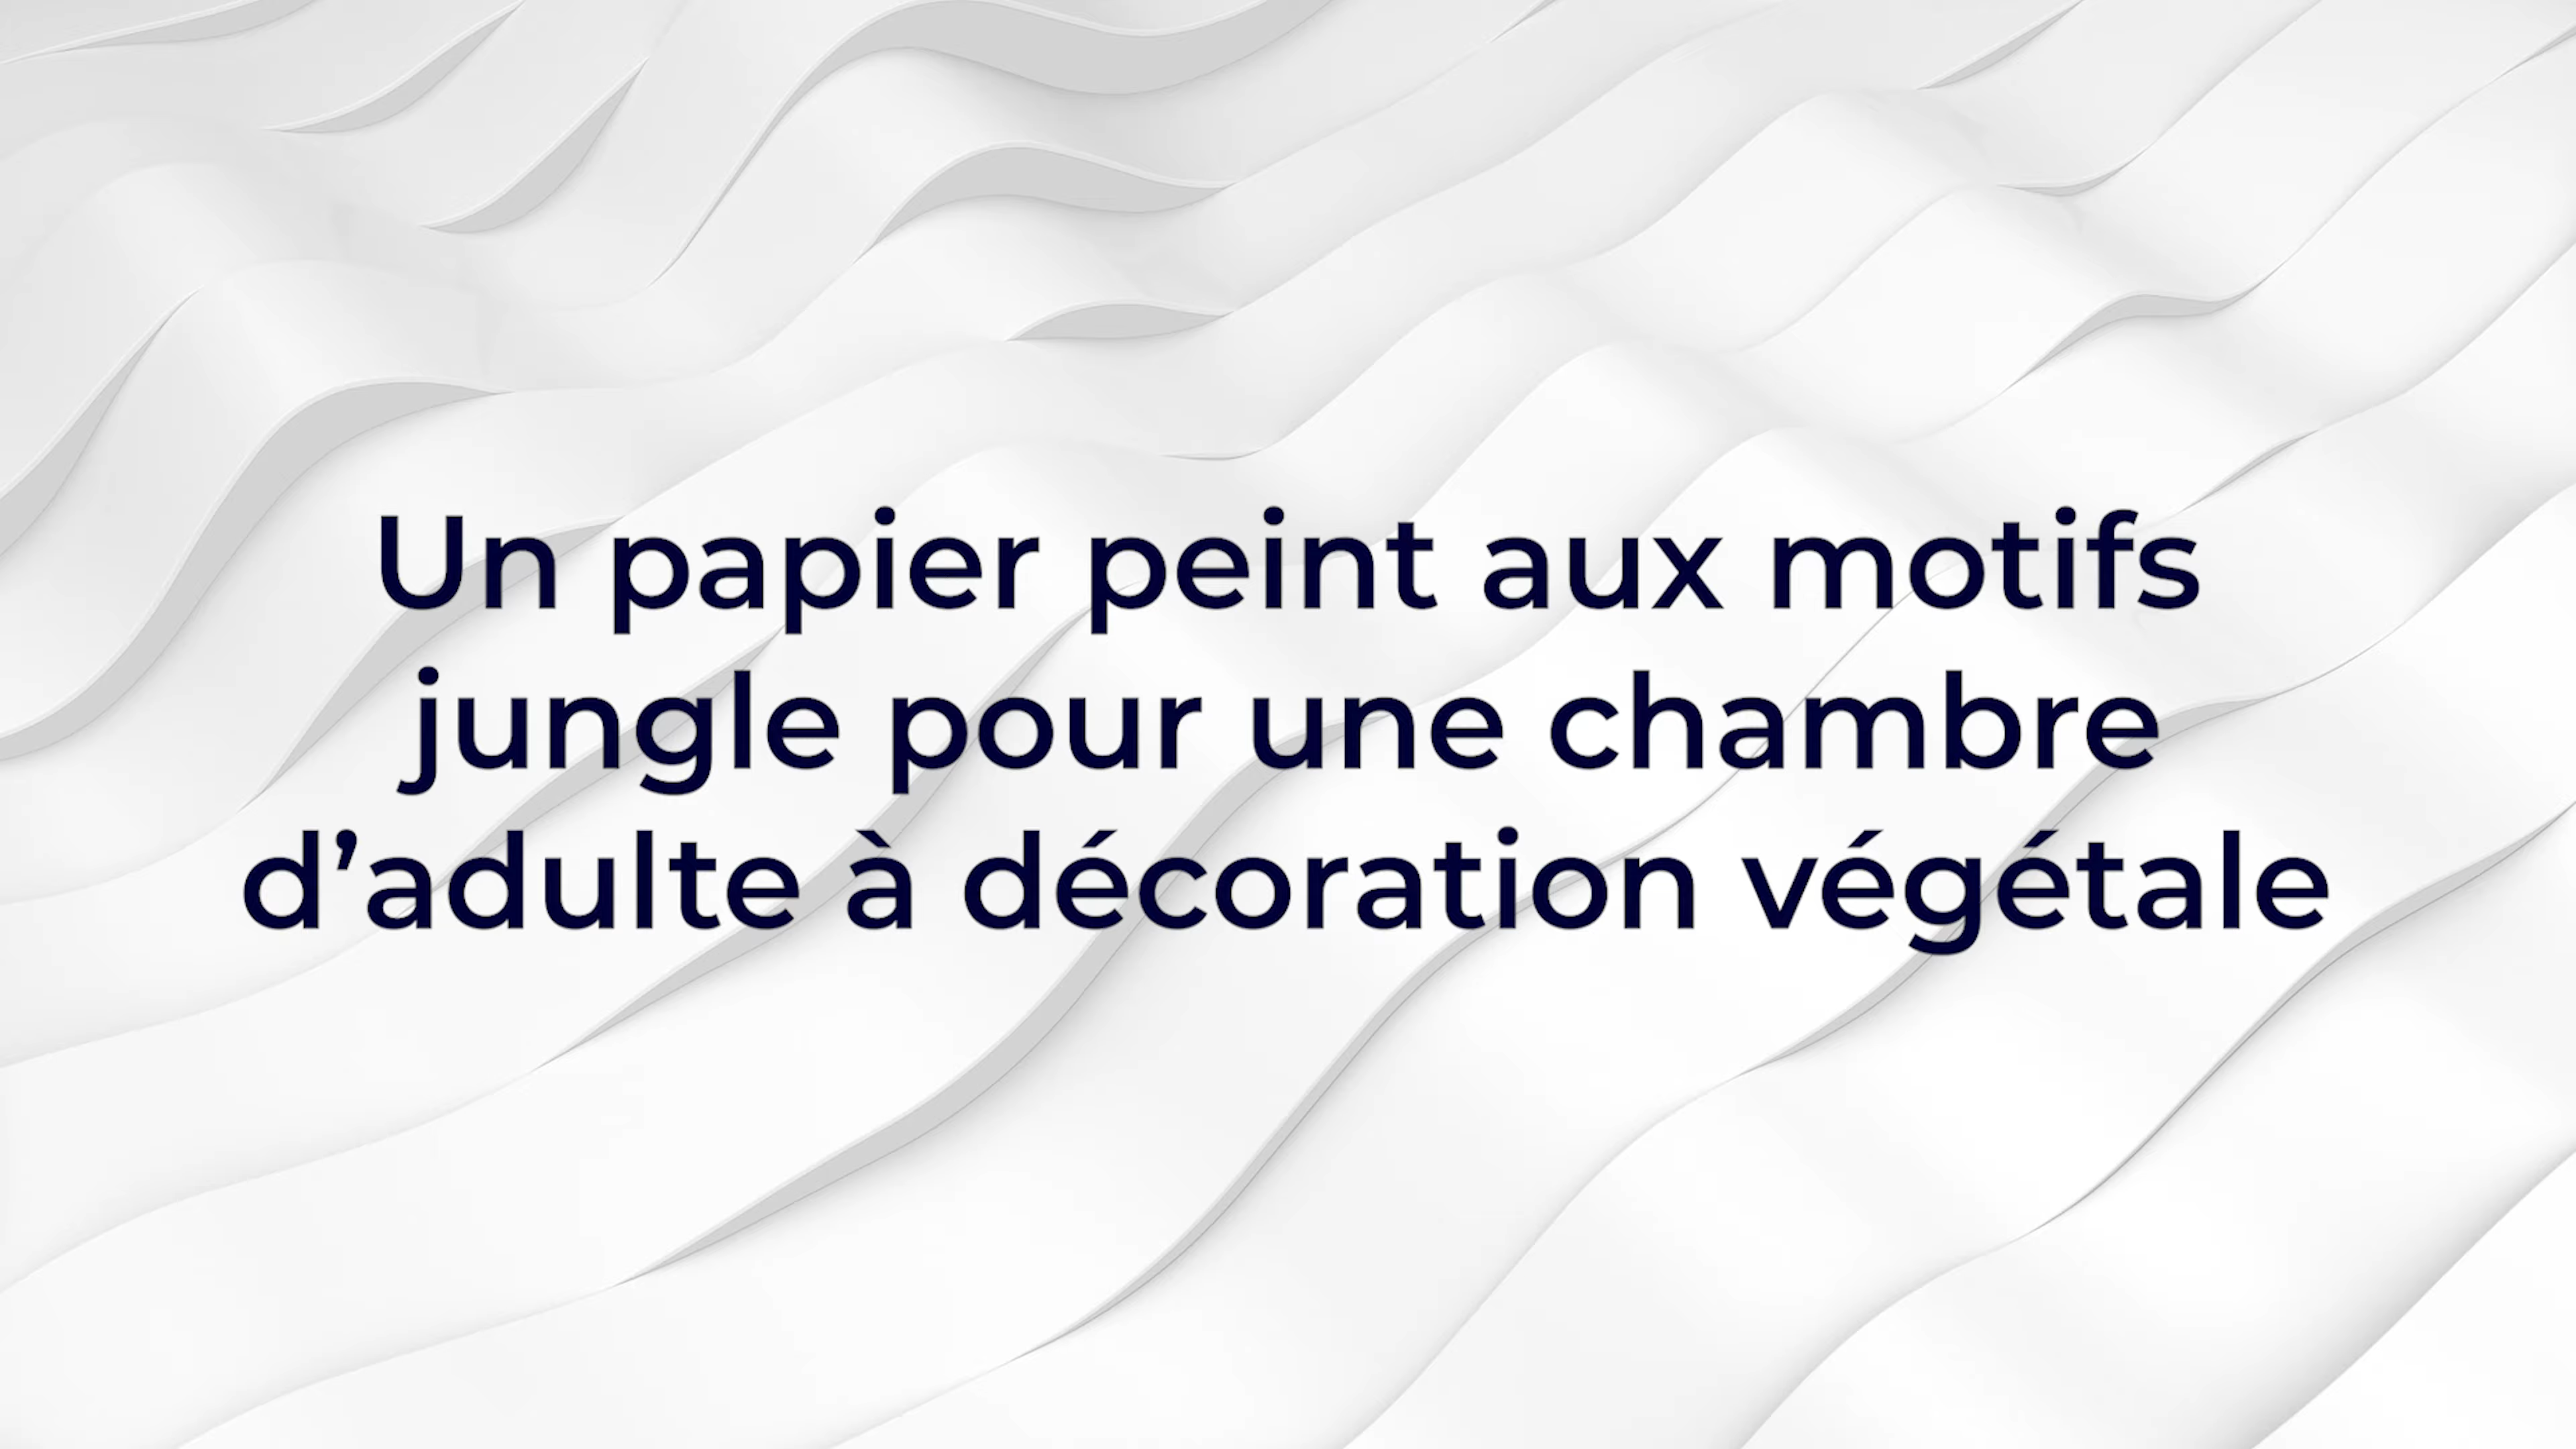 Un papier peint aux motifs
jungle pour une chambre
d’adulte à décoration végétale